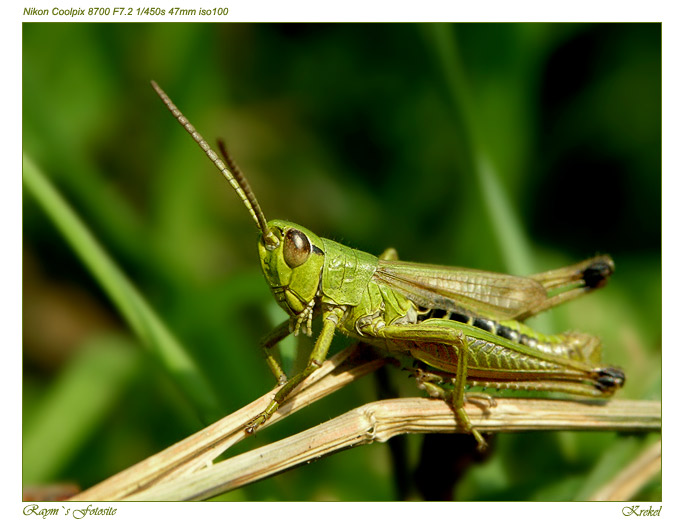 Nikon Coolpix 8700 F7.2 1/450s 47mm iso100
Raym`s Fotosite
Krekel